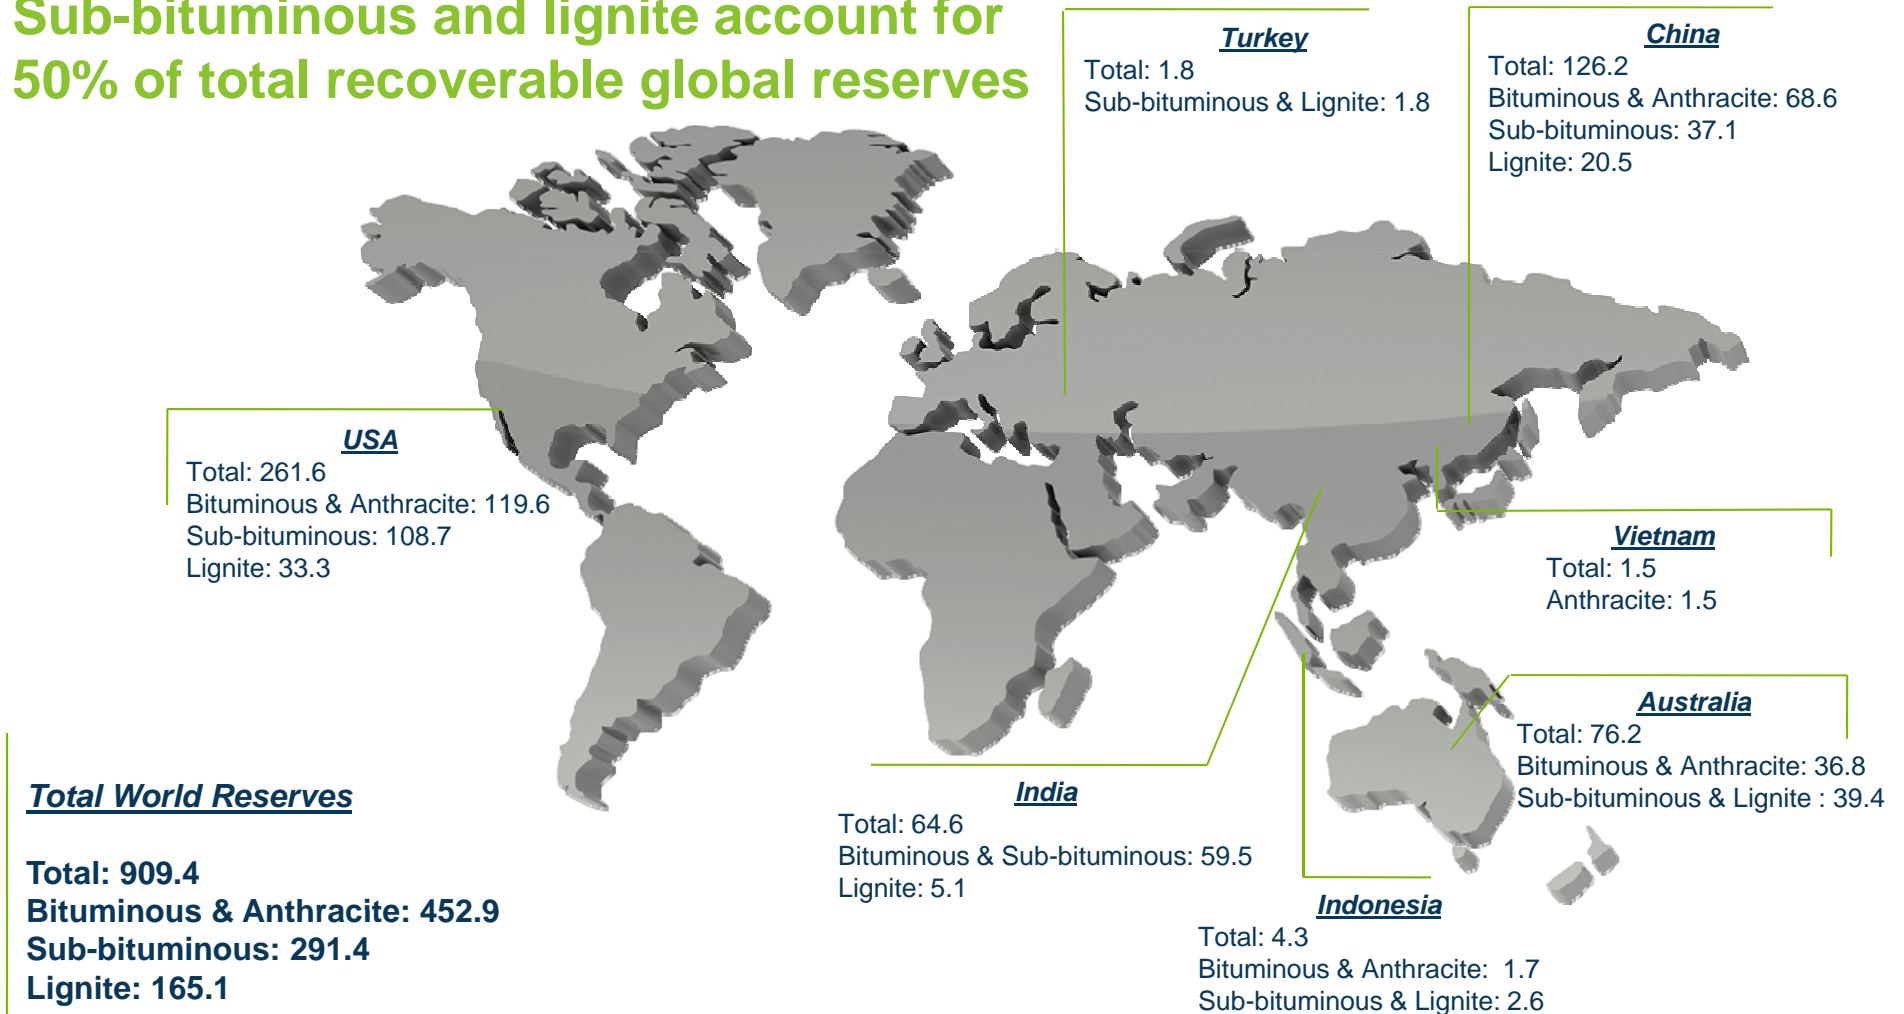 Sub-bituminous and lignite account for
50% of total recoverable global reserves
Turkey
Total: 1.8
Sub-bituminous & Lignite: 1.8
China
Total: 126.2
Bituminous & Anthracite: 68.6
Sub-bituminous: 37.1
Lignite: 20.5
USA
Total: 261.6
Bituminous & Anthracite: 119.6
Sub-bituminous: 108.7
Lignite: 33.3
Vietnam
Total: 1.5
Anthracite: 1.5
Australia
Total: 76.2
Bituminous & Anthracite: 36.8
Sub-bituminous & Lignite : 39.4
Total World Reserves
Total: 909.4
Bituminous & Anthracite: 452.9
Sub-bituminous: 291.4
Lignite: 165.1
India
Total: 64.6
Bituminous & Sub-bituminous: 59.5
Lignite: 5.1
Indonesia
Total: 4.3
Bituminous & Anthracite:  1.7
Sub-bituminous & Lignite: 2.6